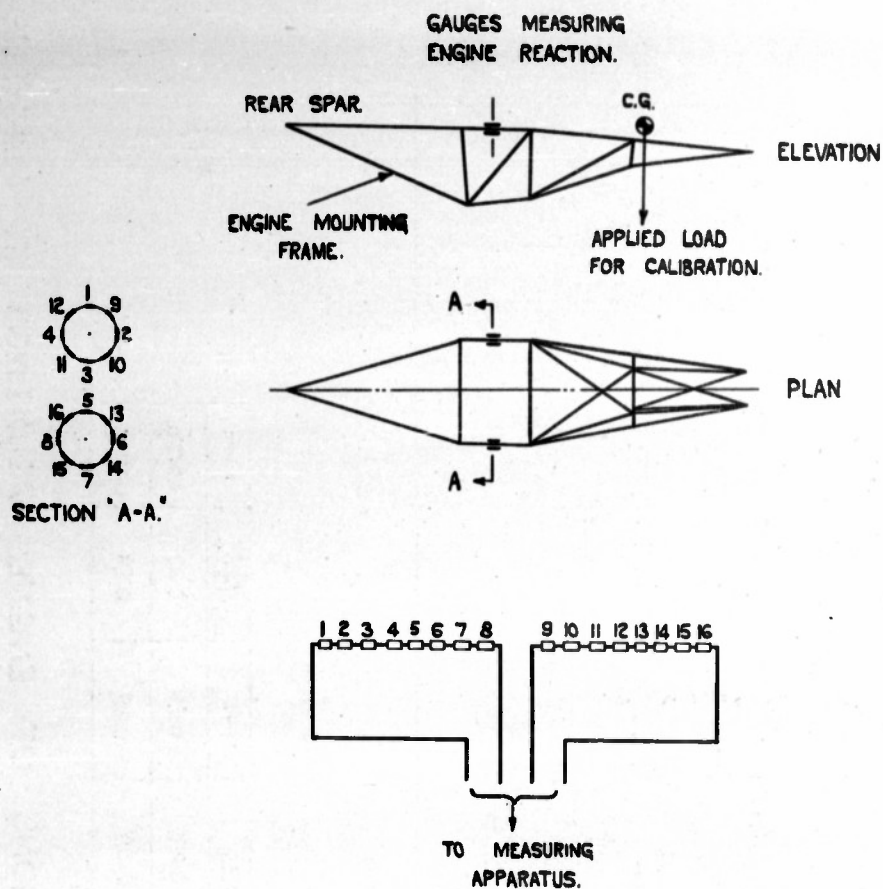 GAUGES MEASURING
ENGINE REACTION.
REAR SPAR.
C.G.
ELEVATION
ENGINE MOUNTING
FRAME.
APPLIED LOAD
FOR CALIBRATION.
A
1
12 9
4 2
11 10
3
PLAN
5
16 13
8 6
15 14
7
A
SECTION "A-A."
1 2 3 4 5 6 7 8 9 10 11 12 13 14 15 16
TO MEASURING
APPARATUS.